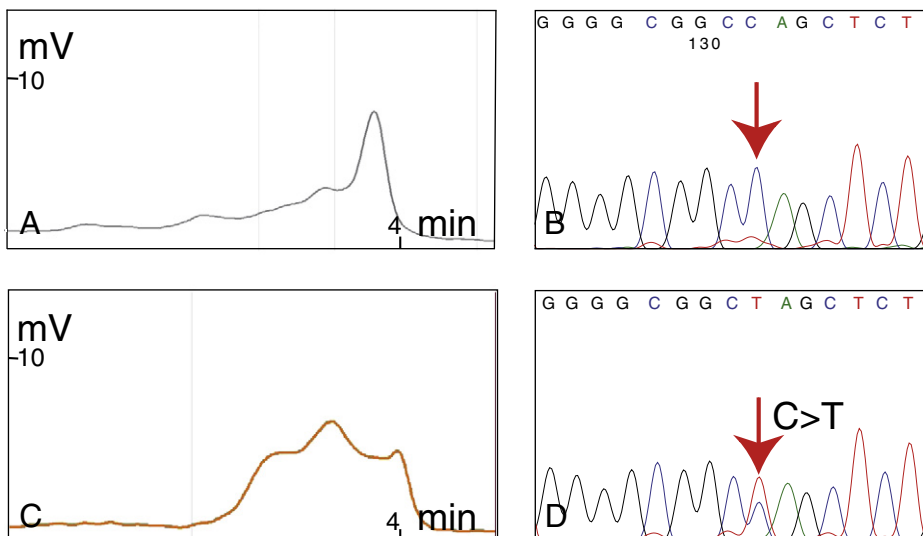 mV
10
A
4 min
G G G G C G G C C A G C T C T
130
B
mV
10
C
4 min
G G G G C G G C T A G C T C T
C>T
D